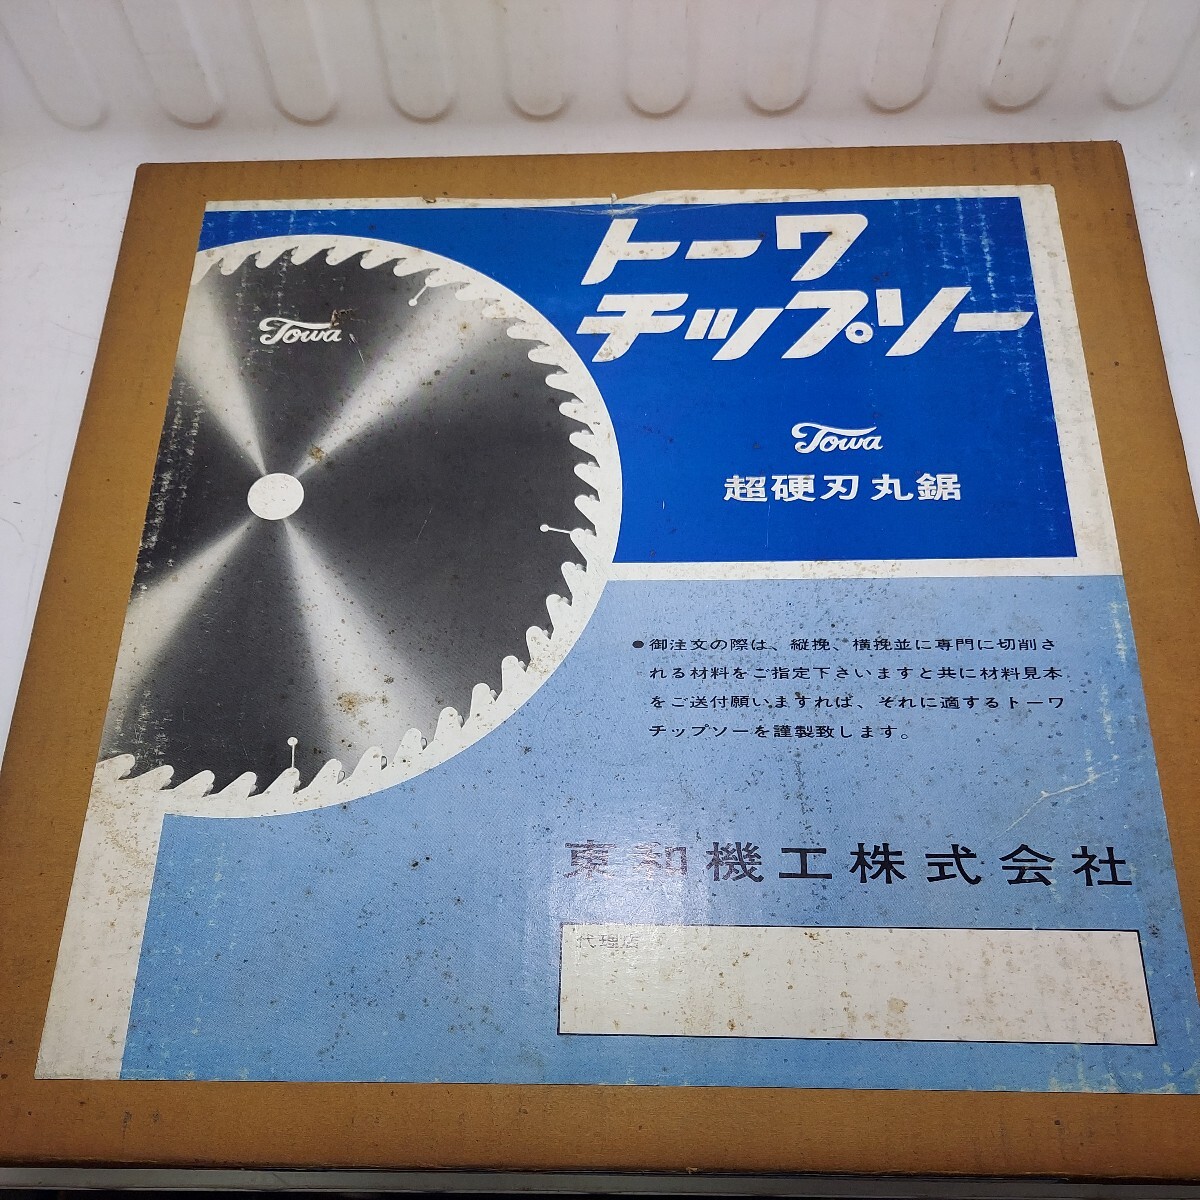 トーワ
チップソー
Towa
Towa
超硬刃丸鋸
●御注文の際は、縦挽、横挽並に専門に切削さ
れる材料をご指定下さいますと共に材料見本
をご送付願いますれば、それに適するトーワ
チップソーを謹製致します。
東和機工株式会社
代理店